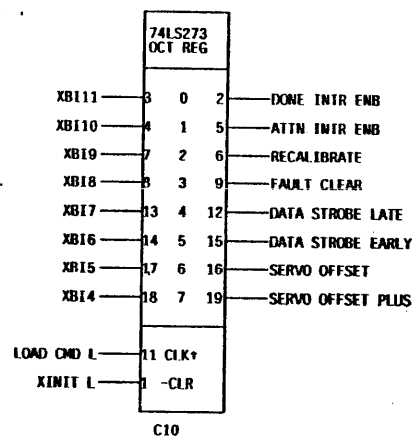 74LS273
OCT REG
XBI11 3 0 2 DONE INTR ENB
XBI10 4 1 5 ATTN INTR ENB
XBI9 7 2 6 RECALIBRATE
XBI8 8 3 9 FAULT CLEAR
XBI7 13 4 12 DATA STROBE LATE
XBI6 14 5 15 DATA STROBE EARLY
XBI5 17 6 16 SERVO OFFSET
XBI4 18 7 19 SERVO OFFSET PLUS
LOAD CMD L 11 CLK↑
XINIT L 1 -CLR
C10